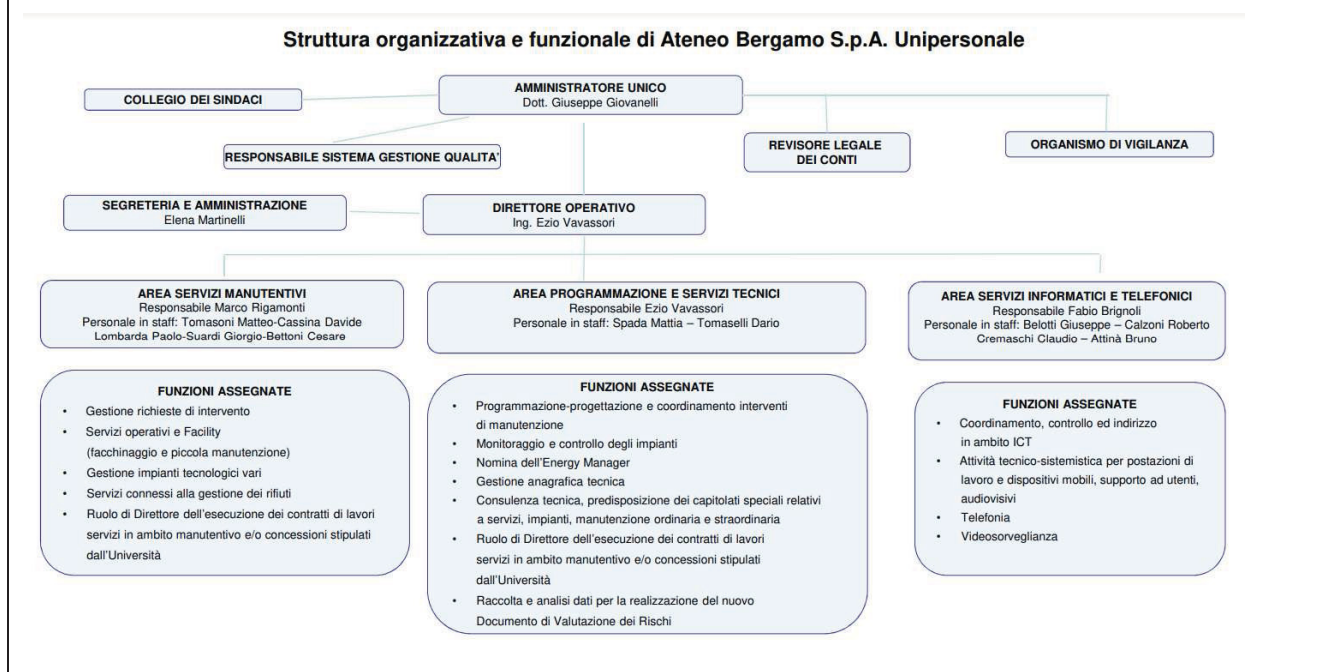 Struttura organizzativa e funzionale di Ateneo Bergamo S.p.A. Unipersonale
AMMINISTRATORE UNICO
Dott. Giuseppe Giovanelli
COLLEGIO DEI SINDACI
RESPONSABILE SISTEMA GESTIONE QUALITA'
REVISORE LEGALE
DEI CONTI
ORGANISMO DI VIGILANZA
SEGRETERIA E AMMINISTRAZIONE
Elena Martinelli
DIRETTORE OPERATIVO
Ing. Ezio Vavassori
AREA SERVIZI MANUTENTIVI
Responsabile Marco Rigamonti
Personale in staff: Tomasoni Matteo-Cassina Davide
Lombarda Paolo-Suardi Giorgio-Bettoni Cesare
AREA PROGRAMMAZIONE E SERVIZI TECNICI
Responsabile Ezio Vavassori
Personale in staff: Spada Mattia – Tomaselli Dario
AREA SERVIZI INFORMATICI E TELEFONICI
Responsabile Fabio Brignoli
Personale in staff: Belotti Giuseppe – Calzoni Roberto
Cremaschi Claudio – Attinà Bruno
FUNZIONI ASSEGNATE
• Gestione richieste di intervento
• Servizi operativi e Facility
(facchinaggio e piccola manutenzione)
• Gestione impianti tecnologici vari
• Servizi connessi alla gestione dei rifiuti
• Ruolo di Direttore dell'esecuzione dei contratti di lavori
servizi in ambito manutentivo e/o concessioni stipulati
dall'Università
FUNZIONI ASSEGNATE
• Programmazione-progettazione e coordinamento interventi
di manutenzione
• Monitoraggio e controllo degli impianti
• Nomina dell'Energy Manager
• Gestione anagrafica tecnica
• Consulenza tecnica, predisposizione dei capitolati speciali relativi
a servizi, impianti, manutenzione ordinaria e straordinaria
• Ruolo di Direttore dell'esecuzione dei contratti di lavori
servizi in ambito manutentivo e/o concessioni stipulati
dall'Università
• Raccolta e analisi dati per la realizzazione del nuovo
Documento di Valutazione dei Rischi
FUNZIONI ASSEGNATE
• Coordinamento, controllo ed indirizzo
in ambito ICT
• Attività tecnico-sistemistica per postazioni di
lavoro e dispositivi mobili, supporto ad utenti,
audiovisivi
• Telefonia
• Videosorveglianza